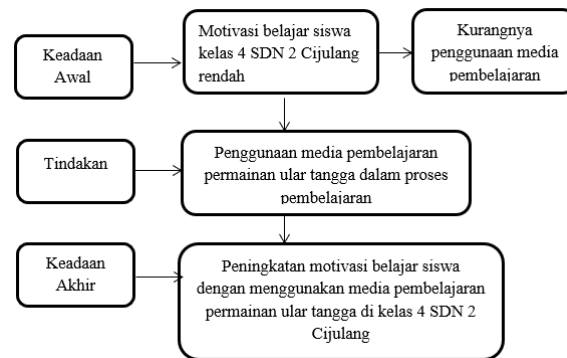 Keadaan
Awal
Motivasi belajar siswa
kelas 4 SDN 2 Cijulang
rendah
Kurangnya
penggunaan media
pembelajaran
Tindakan
Penggunaan media pembelajaran
permainan ular tangga dalam proses
pembelajaran
Keadaan
Akhir
Peningkatan motivasi belajar siswa
dengan menggunakan media pembelajaran
permainan ular tangga di kelas 4 SDN 2
Cijulang